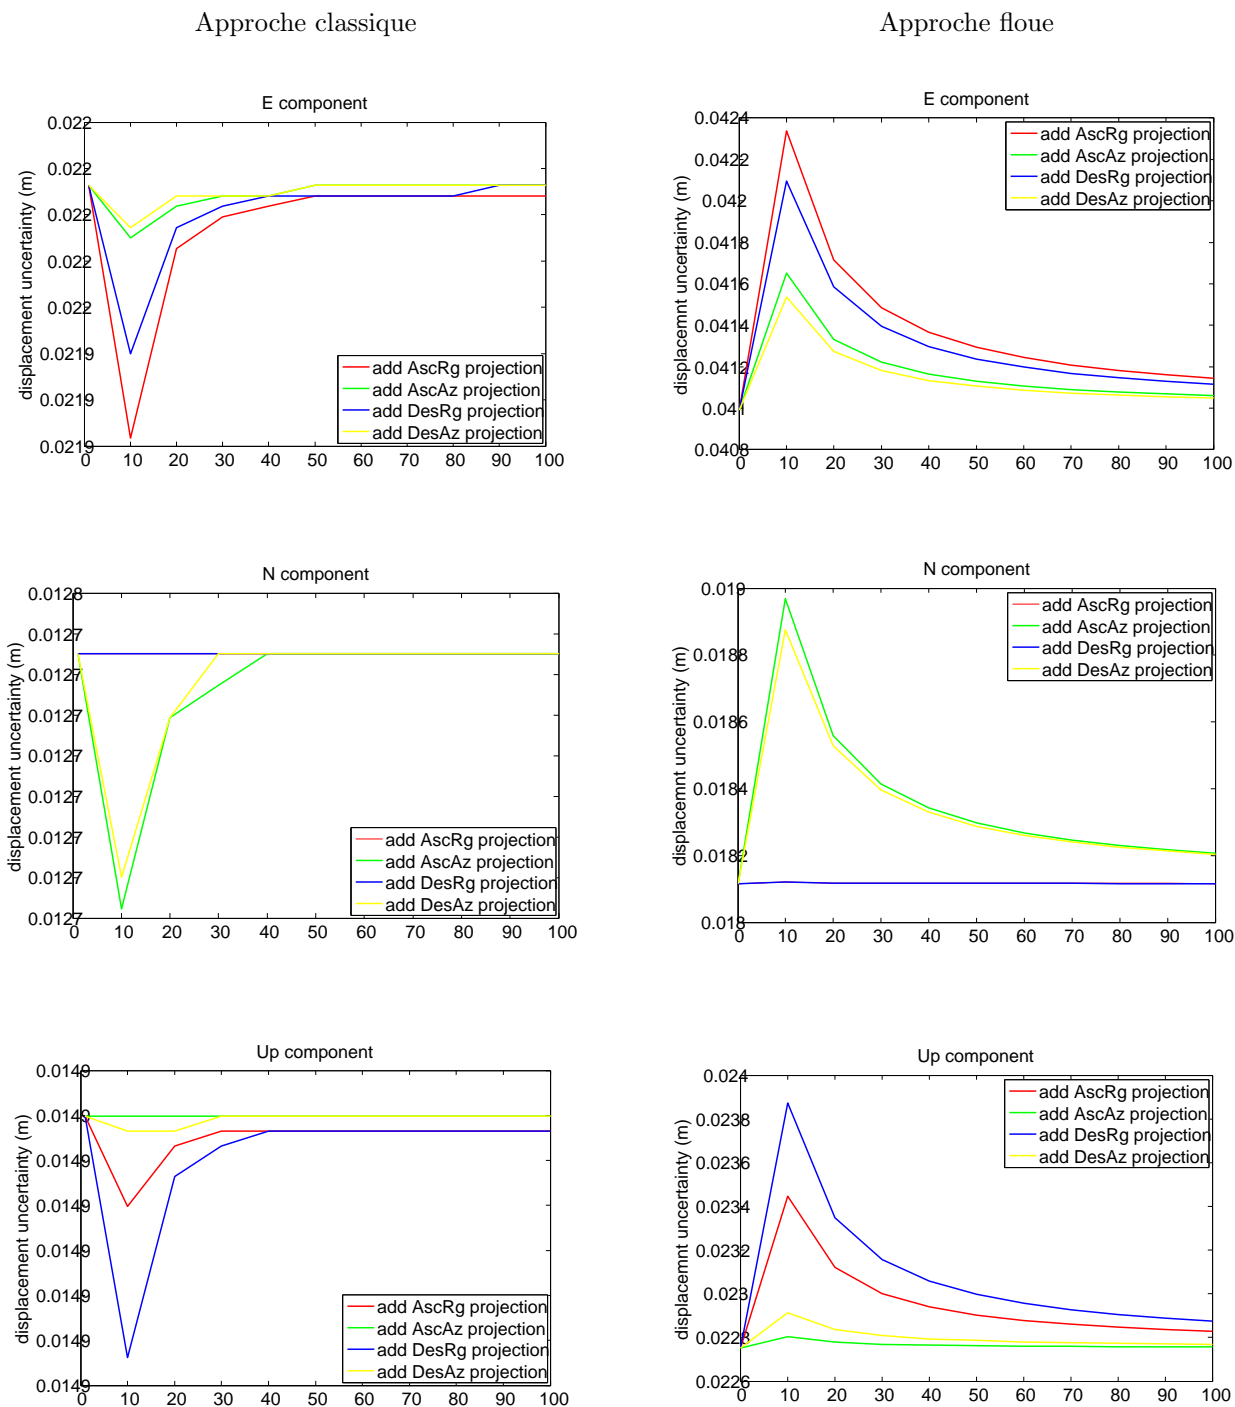 Approche classique
Approche floue
E component
displacement uncertainty (m)
0.022
0.022
0.022
0.022
0.022
0.0219
0.0219
0.0219
0 10 20 30 40 50 60 70 80 90 100
add AscRg projection
add AscAz projection
add DesRg projection
add DesAz projection
E component
displacemnt uncertainty (m)
0.0424
0.0422
0.042
0.0418
0.0416
0.0414
0.0412
0.041
0.0408
0 10 20 30 40 50 60 70 80 90 100
add AscRg projection
add AscAz projection
add DesRg projection
add DesAz projection
N component
displacement uncertainty (m)
0.0128
0.0127
0.0127
0.0127
0.0127
0.0127
0.0127
0.0127
0.0127
0 10 20 30 40 50 60 70 80 90 100
add AscRg projection
add AscAz projection
add DesRg projection
add DesAz projection
N component
displacemnt uncertainty (m)
0.019
0.0188
0.0186
0.0184
0.0182
0.018
0 10 20 30 40 50 60 70 80 90 100
add AscRg projection
add AscAz projection
add DesRg projection
add DesAz projection
Up component
displacement uncertainty (m)
0.0149
0.0149
0.0149
0.0149
0.0149
0.0149
0.0149
0.0149
0 10 20 30 40 50 60 70 80 90 100
add AscRg projection
add AscAz projection
add DesRg projection
add DesAz projection
Up component
displacemnt uncertainty (m)
0.024
0.0238
0.0236
0.0234
0.0232
0.023
0.0228
0.0226
0 10 20 30 40 50 60 70 80 90 100
add AscRg projection
add AscAz projection
add DesRg projection
add DesAz projection